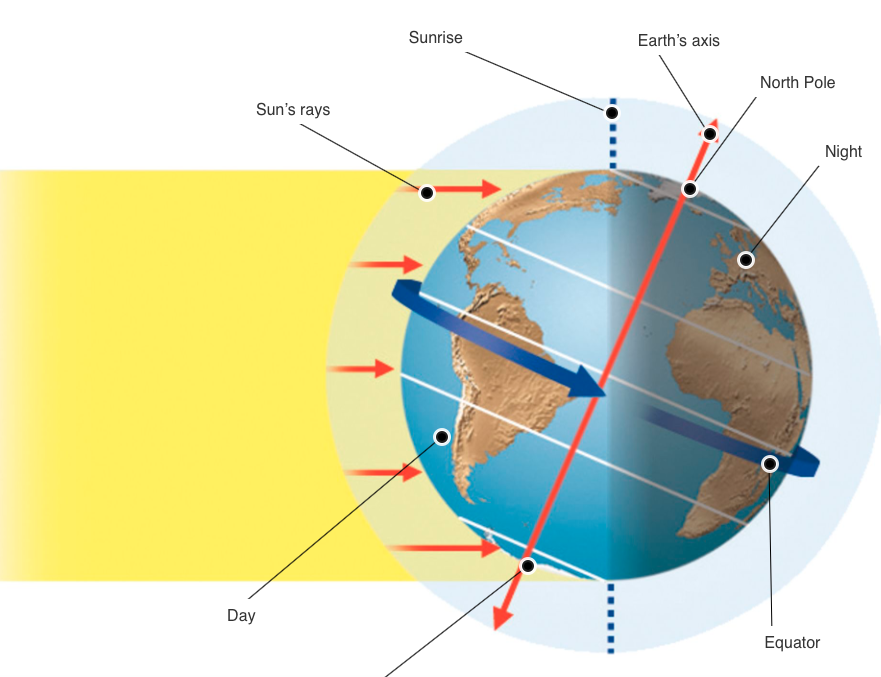 Sunrise
Earth's axis
North Pole
Sun's rays
Night
Day
Equator